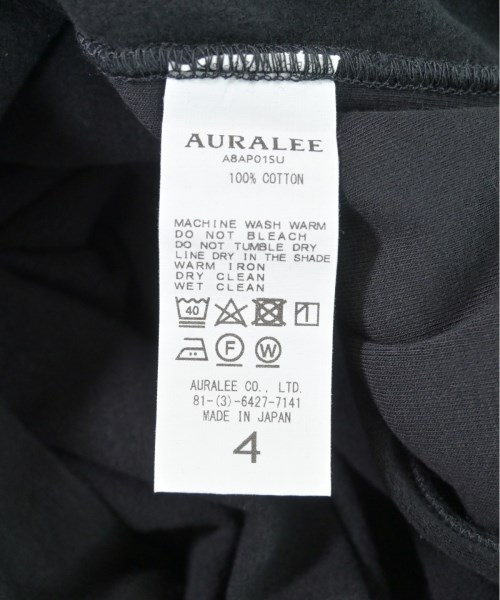 AURALEE
A8AP01SU
100% COTTON
MACHINE WASH WARM
DO NOT BLEACH
DO NOT TUMBLE DRY
LINE DRY IN THE SHADE
WARM IRON
DRY CLEAN
WET CLEAN
40
F W
AURALEE CO., LTD.
81-(3)-6427-7141
MADE IN JAPAN
4